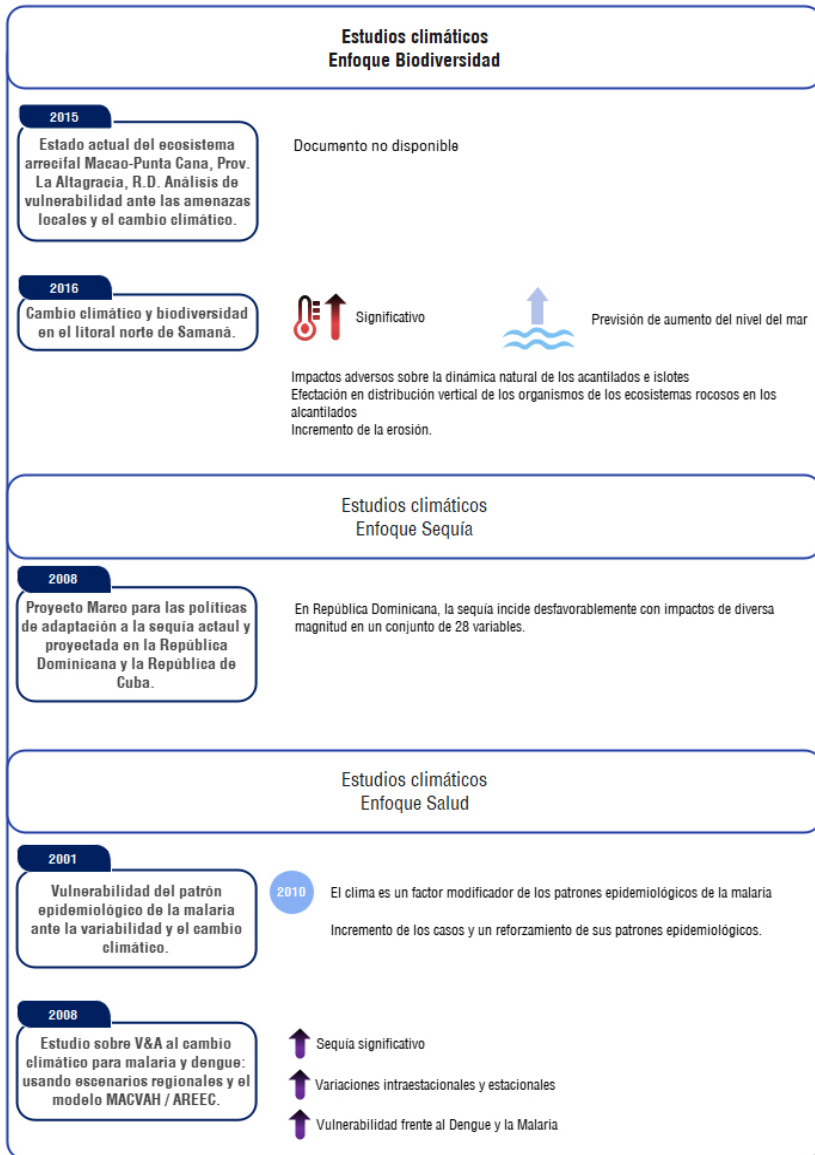 Estudios climáticos
Enfoque Biodiversidad
2015
Estado actual del ecosistema
arrecifal Macao-Punta Cana, Prov.
La Altagracia, R.D. Análisis de
vulnerabilidad ante las amenazas
locales y el cambio climático.
Documento no disponible
2016
Cambio climático y biodiversidad
en el litoral norte de Samaná.
Significativo
Previsión de aumento del nivel del mar
Impactos adversos sobre la dinámica natural de los acantilados e islotes
Efectación en distribución vertical de los organismos de los ecosistemas rocosos en los
alcantilados
Incremento de la erosión.
Estudios climáticos
Enfoque Sequía
2008
Proyecto Marco para las políticas
de adaptación a la sequía actaul y
proyectada en la República
Dominicana y la República de
Cuba.
En República Dominicana, la sequía incide desfavorablemente con impactos de diversa
magnitud en un conjunto de 28 variables.
Estudios climáticos
Enfoque Salud
2001
Vulnerabilidad del patrón
epidemiológico de la malaria
ante la variabilidad y el cambio
climático.
2010
El clima es un factor modificador de los patrones epidemiológicos de la malaria
Incremento de los casos y un reforzamiento de sus patrones epidemiológicos.
2008
Estudio sobre V&A al cambio
climático para malaria y dengue:
usando escenarios regionales y el
modelo MACVAH / AREEC.
Sequía significativo
Variaciones intraestacionales y estacionales
Vulnerabilidad frente al Dengue y la Malaria